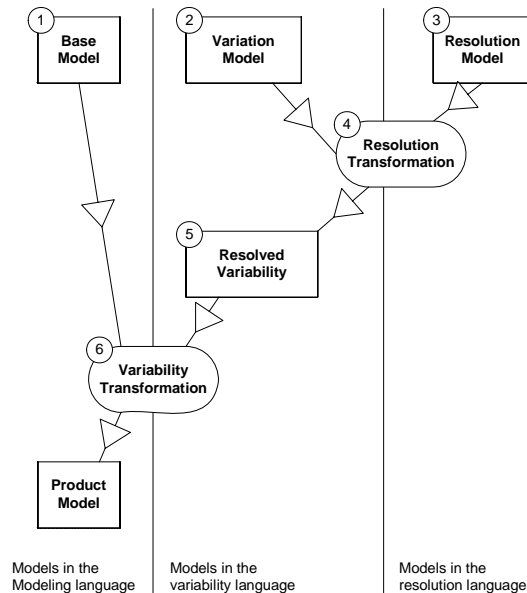 1
Base
Model
2
Variation
Model
3
Resolution
Model
4
Resolution
Transformation
5
Resolved
Variability
6
Variability
Transformation
Product
Model
Models in the
Modeling language
Models in the
variability language
Models in the
resolution language